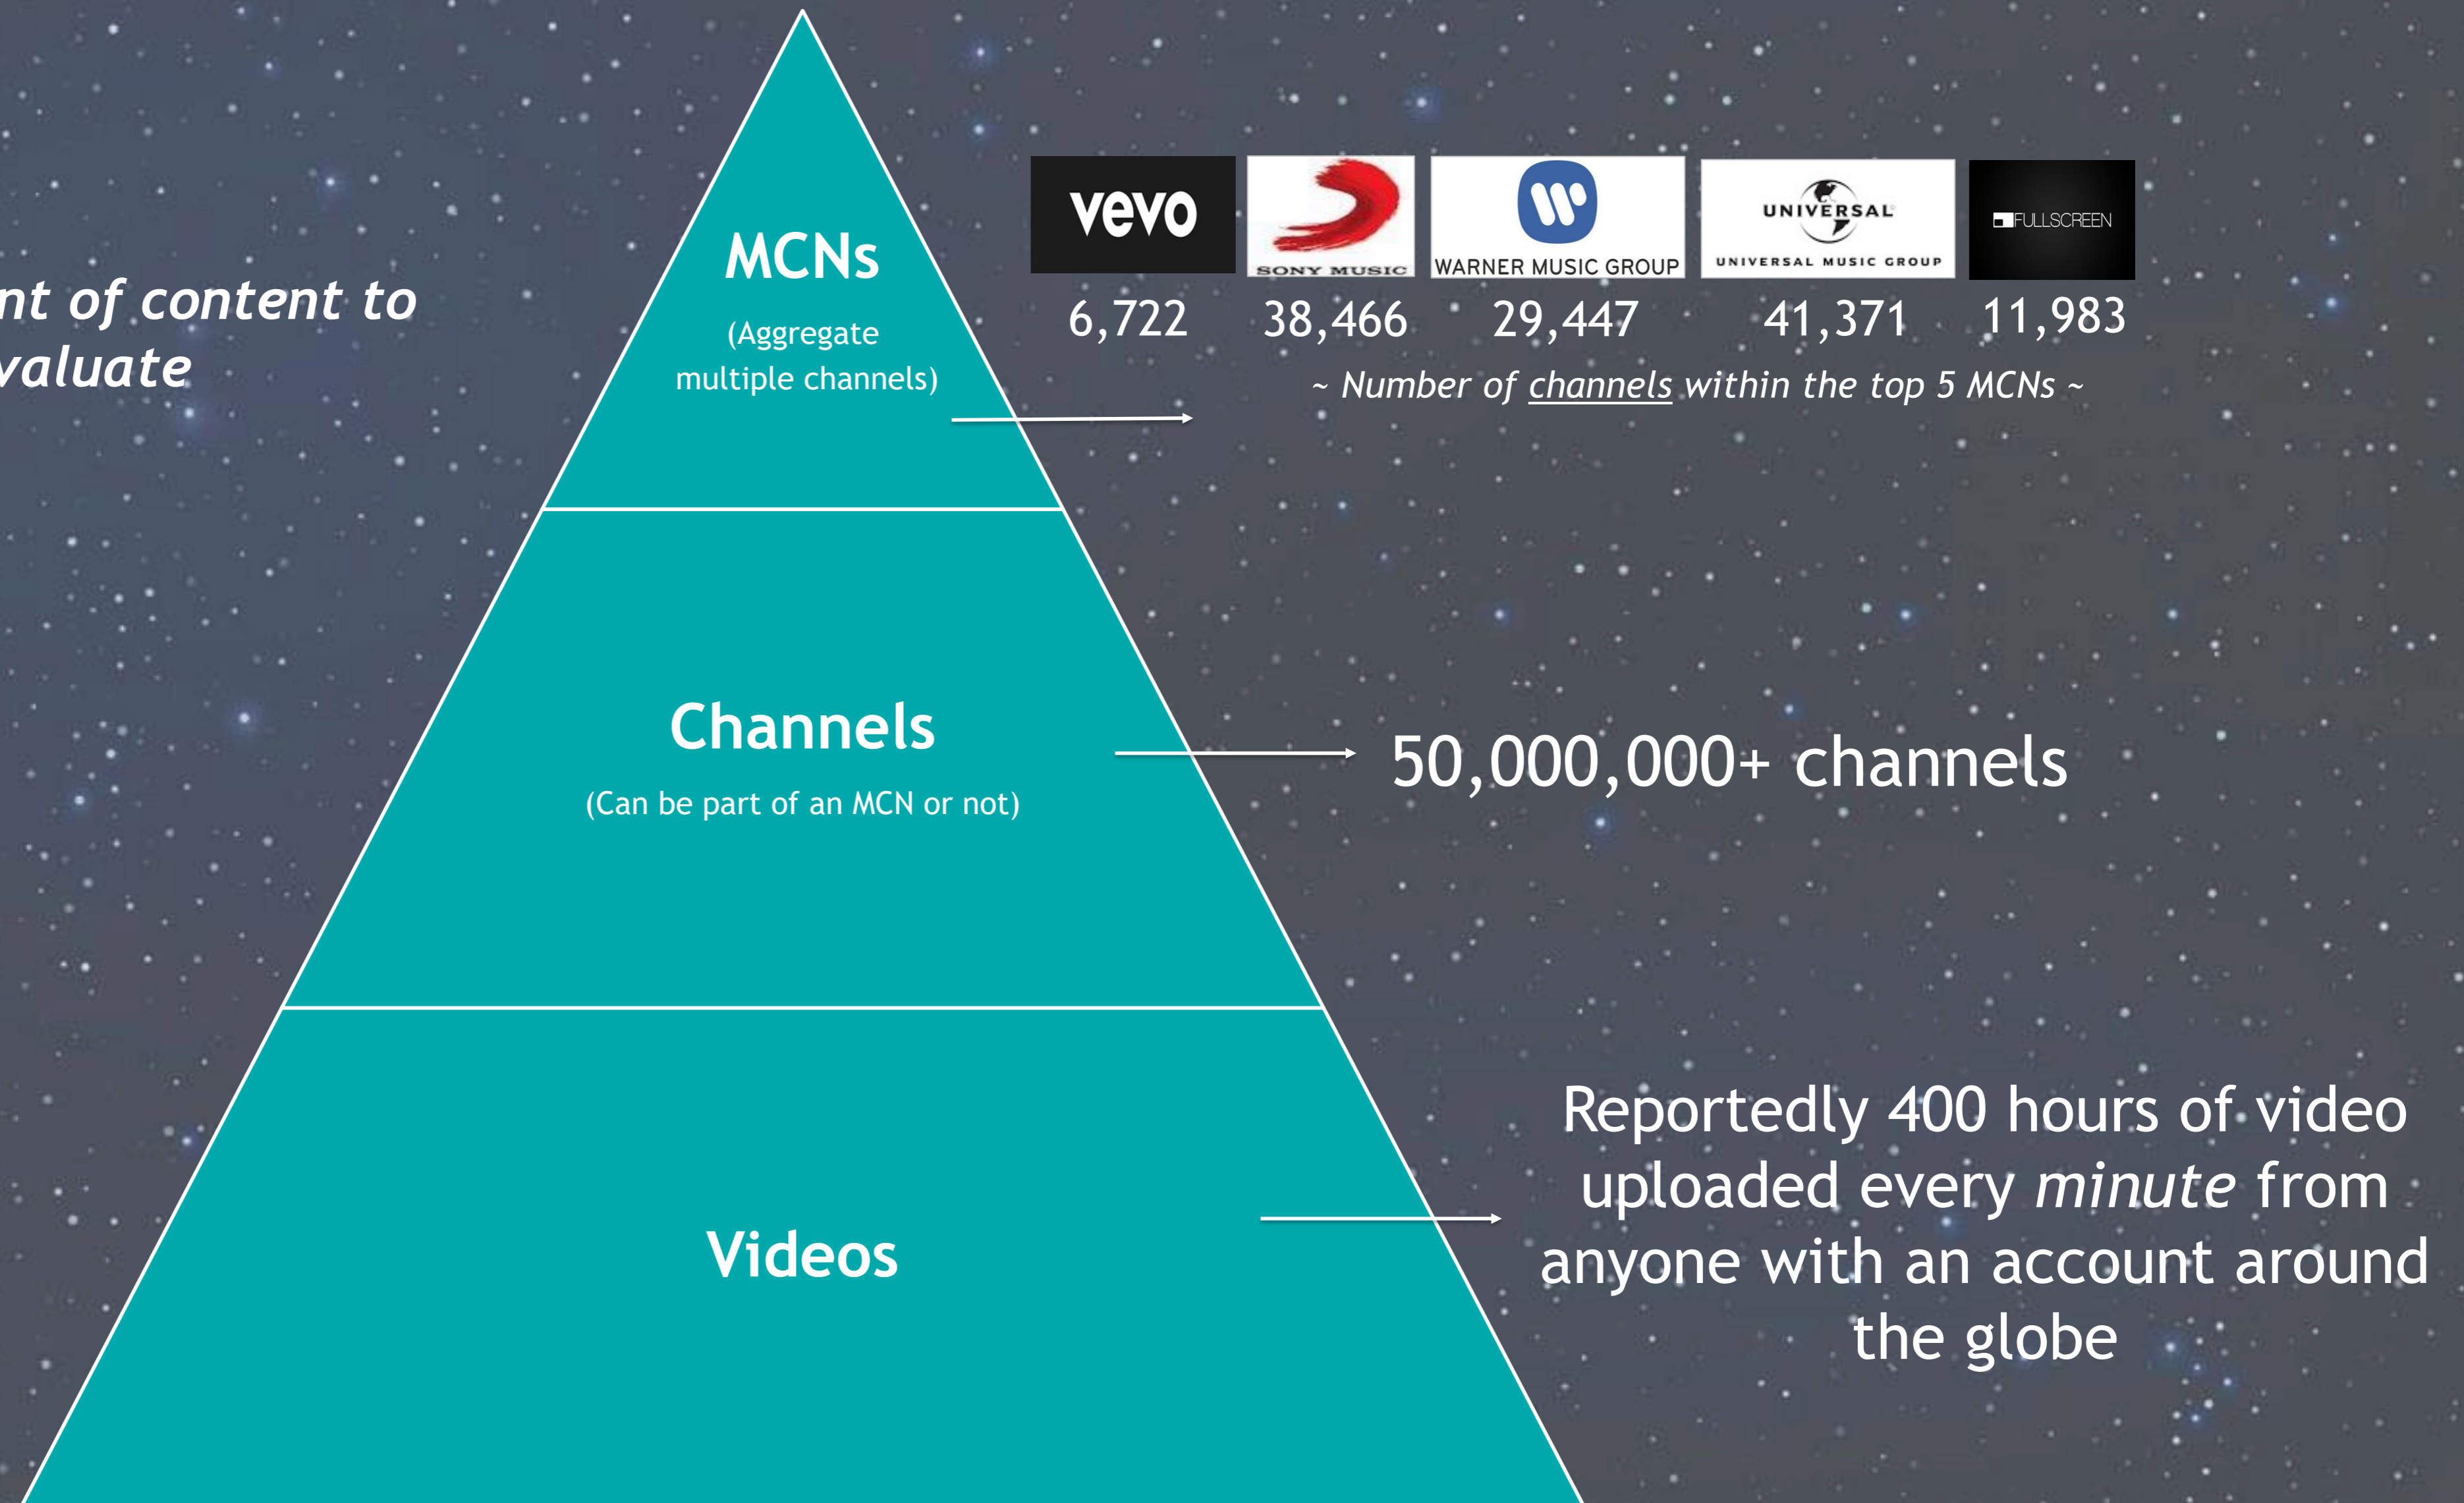 nt of content to
valuate
MCNs
(Aggregate
multiple channels)
vevo
SONY MUSIC
WARNER MUSIC GROUP
UNIVERSAL
UNIVERSAL MUSIC GROUP
FULLSCREEN
6,722 38,466 29,447 41,371 11,983
~ Number of channels within the top 5 MCNs ~
Channels
(Can be part of an MCN or not)
50,000,000+ channels
Videos
Reportedly 400 hours of video
uploaded every minute from
anyone with an account around
the globe